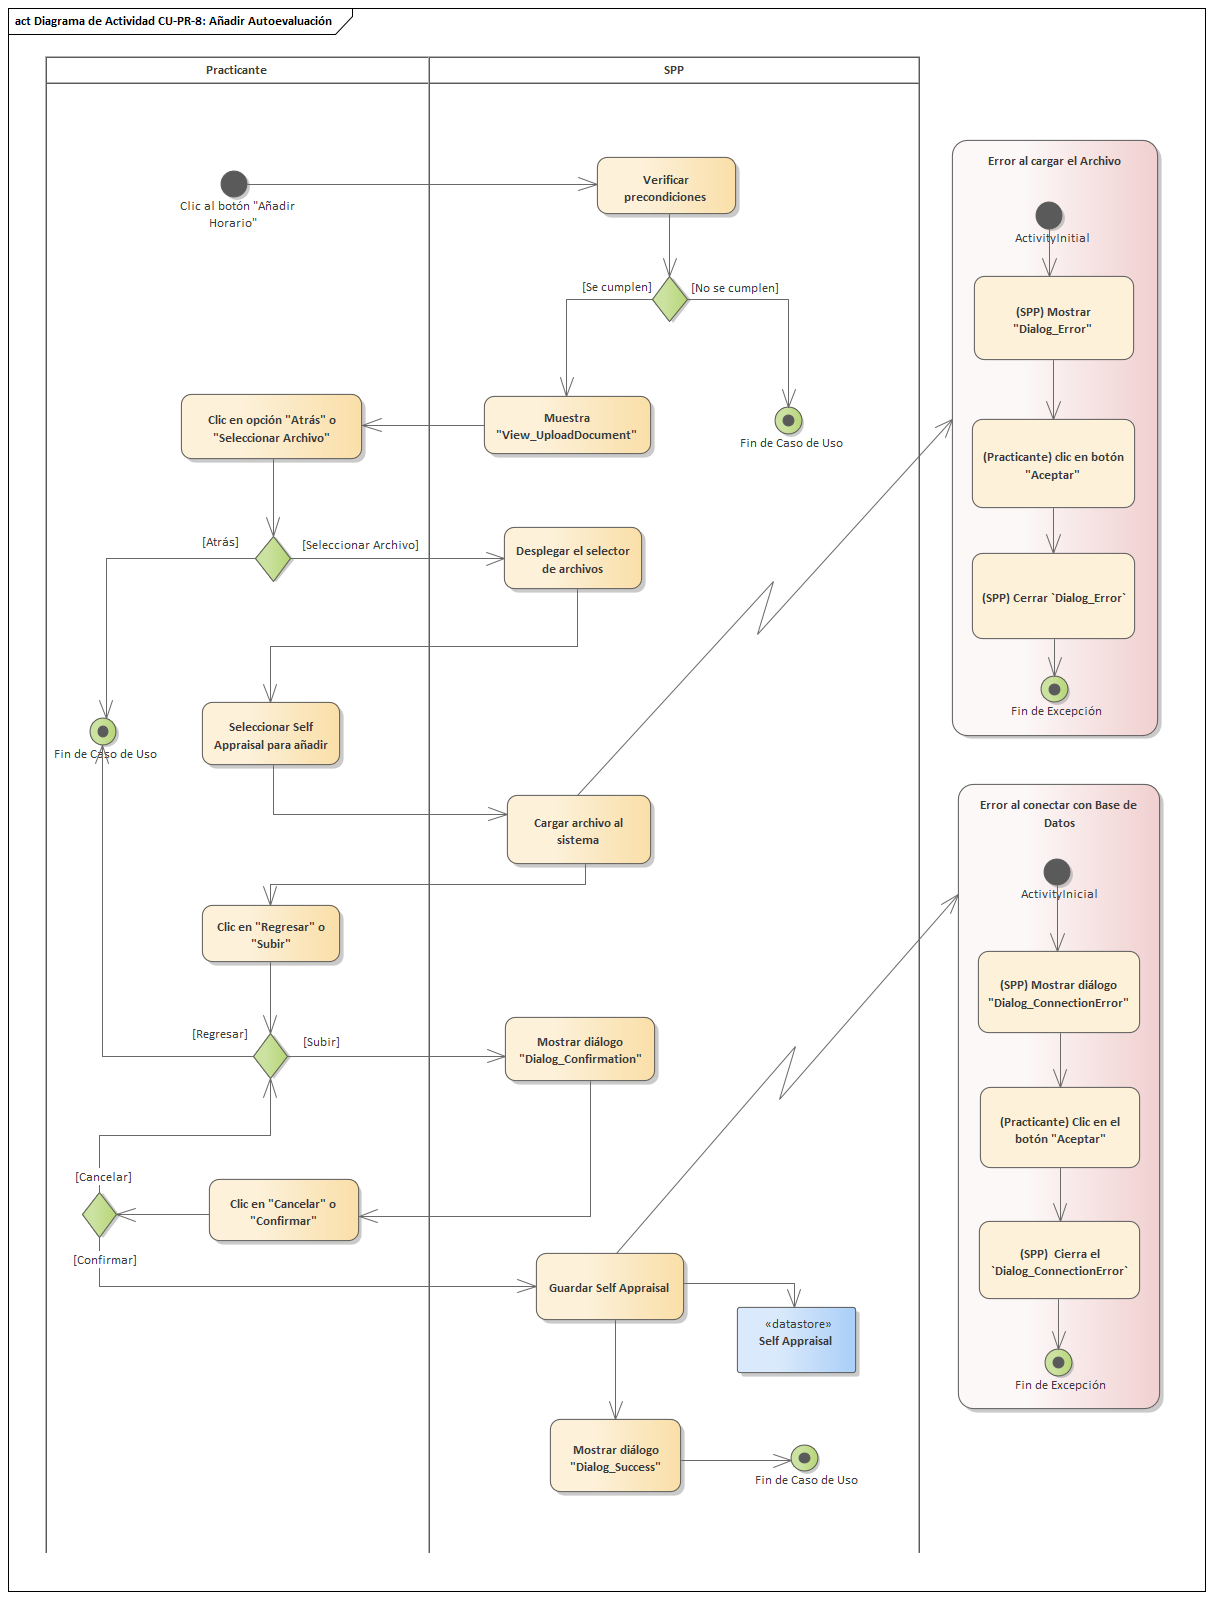 act Diagrama de Actividad CU-PR-8: Añadir Autoevaluación
Practicante
SPP
Clic al botón "Añadir
Horario"
Verificar
precondiciones
[Se cumplen]
[No se cumplen]
Muestra
"View_UploadDocument"
Fin de Caso de Uso
Clic en opción "Atrás" o
"Seleccionar Archivo"
[Atrás]
[Seleccionar Archivo]
Desplegar el selector
de archivos
Seleccionar Self
Appraisal para añadir
Fin de Caso de Uso
Cargar archivo al
sistema
Clic en "Regresar" o
"Subir"
[Regresar]
[Subir]
Mostrar diálogo
"Dialog_Confirmation"
[Cancelar]
Clic en "Cancelar" o
"Confirmar"
[Confirmar]
Guardar Self Appraisal
«datastore»
Self Appraisal
Mostrar diálogo
"Dialog_Success"
Fin de Caso de Uso
Error al cargar el Archivo
ActivityInitial
(SPP) Mostrar
"Dialog_Error"
(Practicante) clic en botón
"Aceptar"
(SPP) Cerrar `Dialog_Error`
Fin de Excepción
Error al conectar con Base de
Datos
ActivityInicial
(SPP) Mostrar diálogo
"Dialog_ConnectionError"
(Practicante) Clic en el
botón "Aceptar"
(SPP)  Cierra el
`Dialog_ConnectionError`
Fin de Excepción